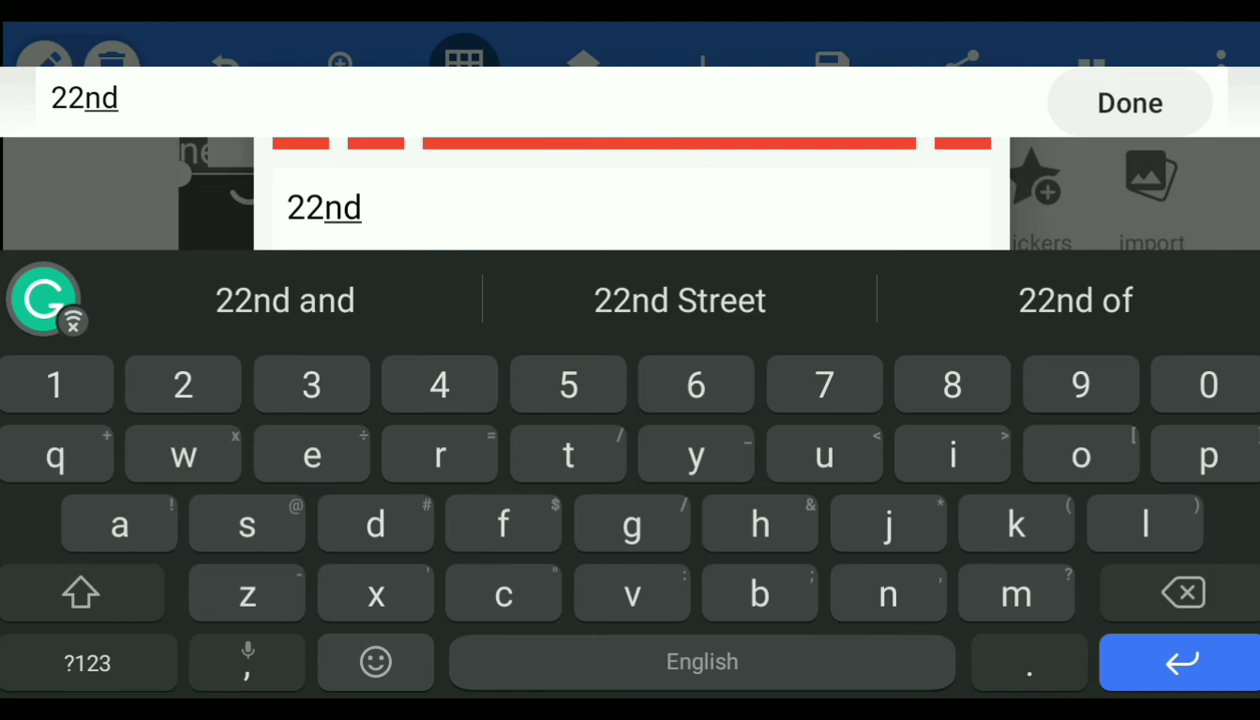 22nd
Done
22nd
ickers import
22nd and 22nd Street 22nd of
1 2 3 4 5 6 7 8 9 0
q + w x e ÷ r = t / y _ u < i > o [ p
a ! s @ d # f $ g / h & j * k ( l )
z - x ' c " v : b ; n , m ?
?123 , English .